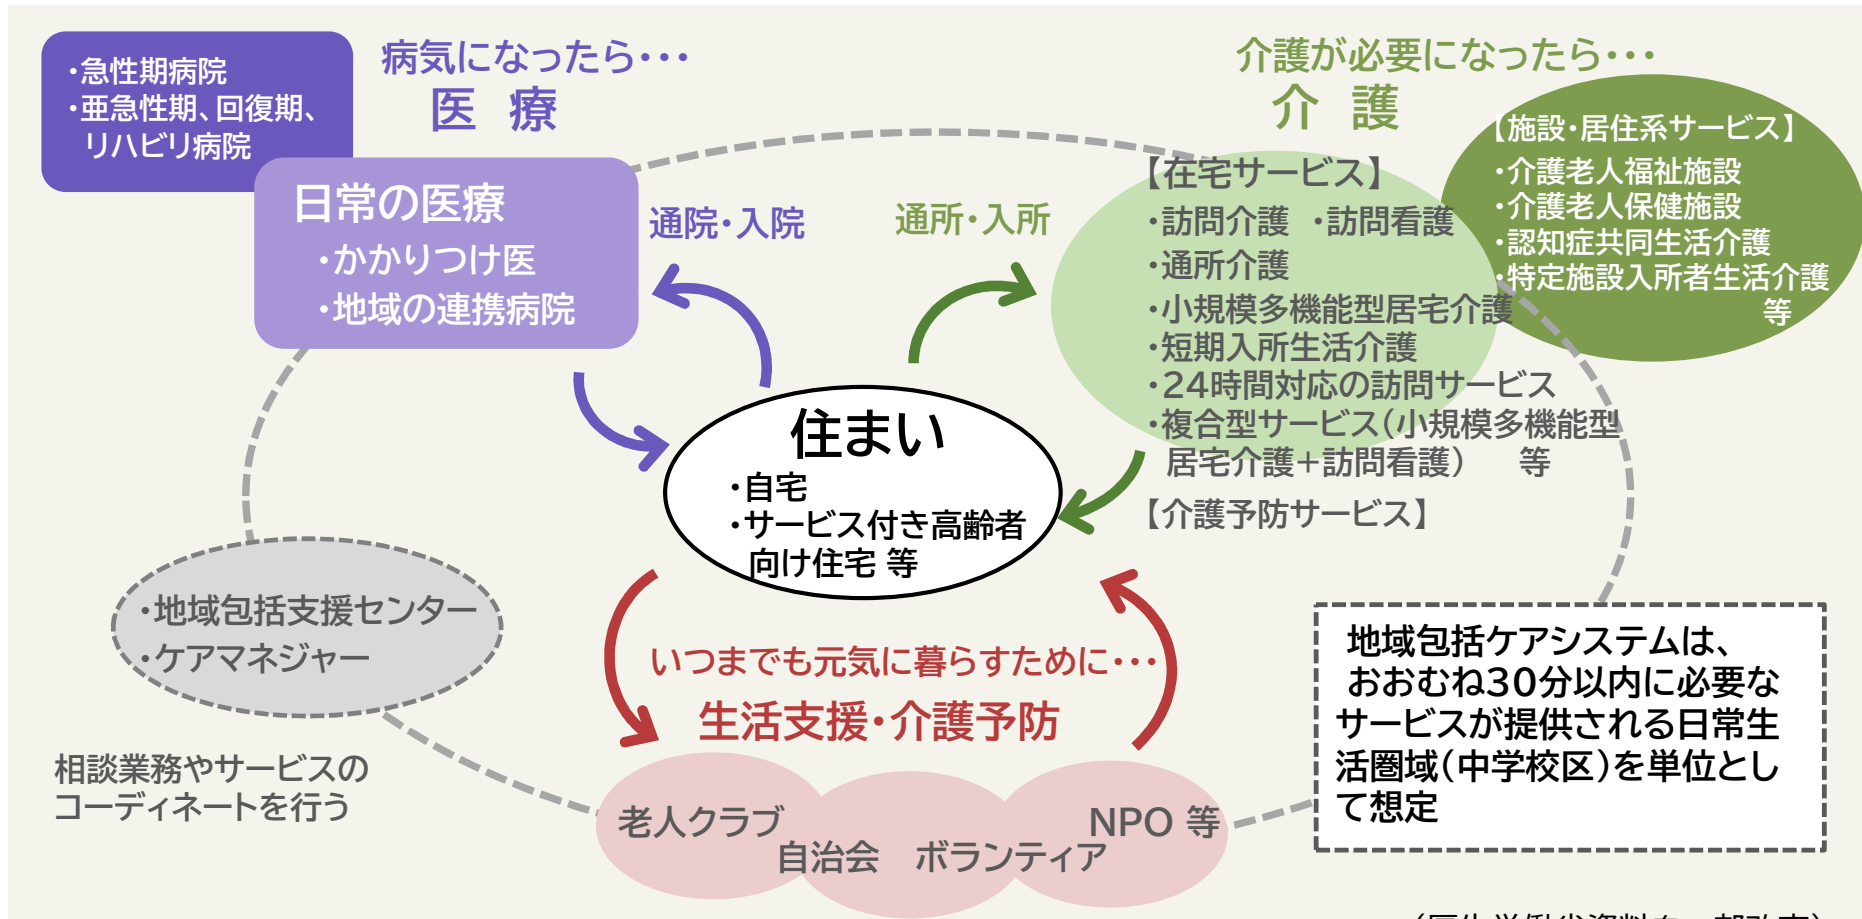 ・急性期病院
・亜急性期、回復期、
リハビリ病院
病気になったら・・・
医 療
日常の医療
・かかりつけ医
・地域の連携病院
通院・入院
介護が必要になったら・・・
介 護
通所・入所
【在宅サービス】
・訪問介護 ・訪問看護
・通所介護
・小規模多機能型居宅介護
・短期入所生活介護
・24時間対応の訪問サービス
・複合型サービス(小規模多機能型
居宅介護+訪問看護) 等
【介護予防サービス】
【施設・居住系サービス】
・介護老人福祉施設
・介護老人保健施設
・認知症共同生活介護
・特定施設入所者生活介護
等
住まい
・自宅
・サービス付き高齢者
向け住宅 等
・地域包括支援センター
・ケアマネジャー
相談業務やサービスの
コーディネートを行う
いつまでも元気に暮らすために・・・
生活支援・介護予防
老人クラブ
自治会 ボランティア
NPO 等
地域包括ケアシステムは、
おおむね30分以内に必要な
サービスが提供される日常生
活圏域(中学校区)を単位とし
て想定